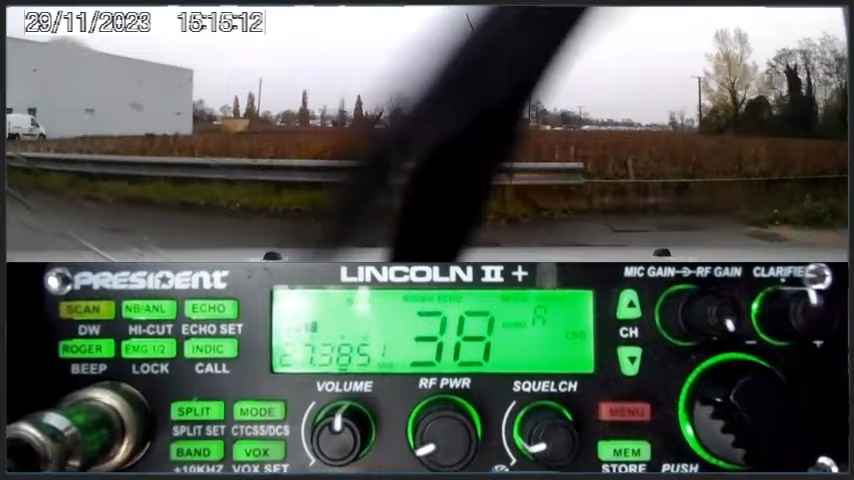 29/11/2023 15:15:12
PRESIDENT LINCOLN II + MIC GAIN RF GAIN CLARIFIER
SCAN NB/ANL ECHO
DW HI-CUT ECHO SET
ROGER EMG 1/2 INDIC
BEEP LOCK CALL
ROGER ECHO
38 A
LSB
27.3851
CH
VOLUME RF PWR SQUELCH
SPLIT MODE MENU
SPLIT SET CTCSS/DCS
BAND VOX MEM
+10KHZ VOX SET STORE PUSH